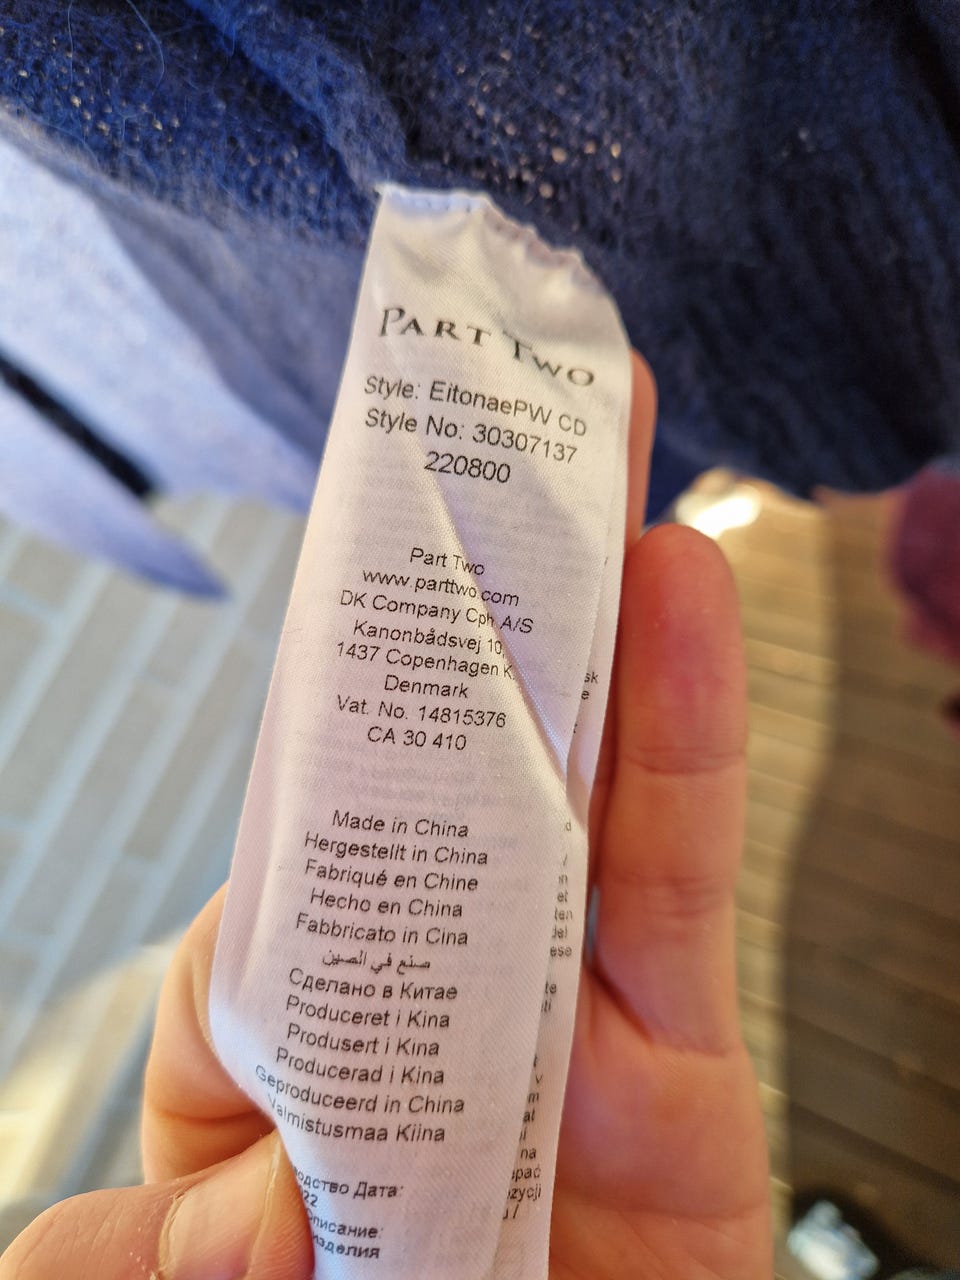 PART TWO
Style: EitonaePW CD
Style No: 30307137
220800
Part Two
www.parttwo.com
DK Company Cph A/S
Kanonbådsvej 10,
1437 Copenhagen K.
Denmark
Vat. No. 14815376
CA 30 410
Made in China
Hergestellt in China
Fabriqué en Chine
Hecho en China
Fabbricato in Cina
صنع في الصين
Сделано в Китае
Produceret i Kina
Produsert i Kina
Producerad i Kina
Geproduceerd in China
Valmistusmaa Kiina
Дата:
изделия